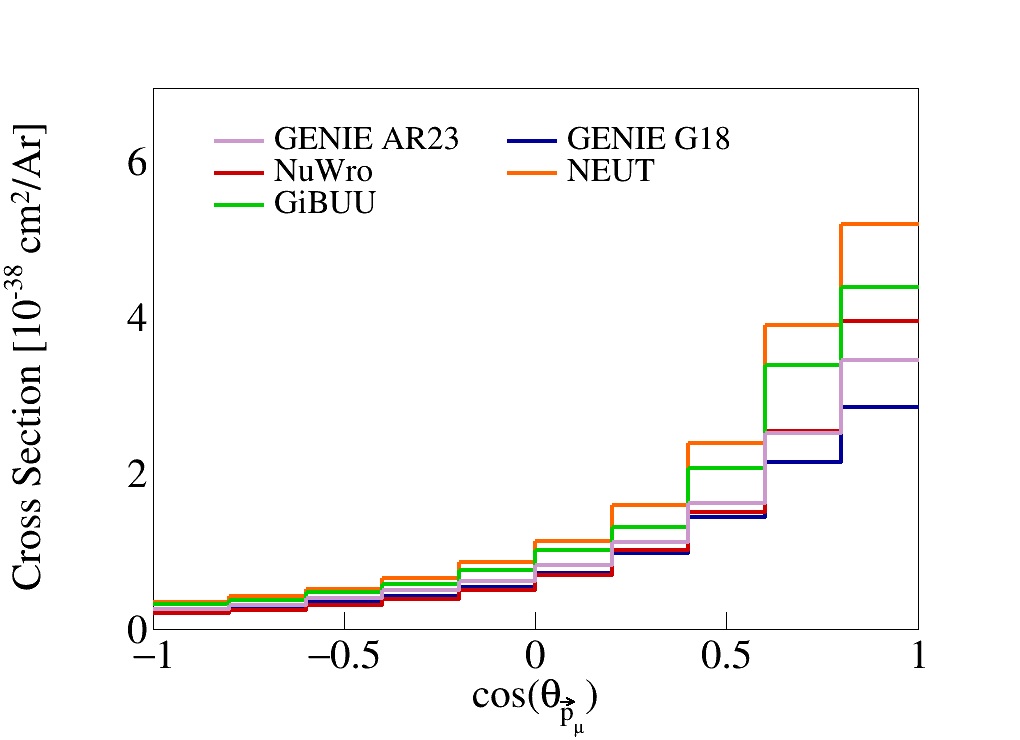 GENIE AR23 GENIE G18
NuWro NEUT
GiBUU
Cross Section [10⁻³⁸ cm²/Ar]
6
4
2
0
−1 −0.5 0 0.5 1
cos(θ_p⃗_μ)